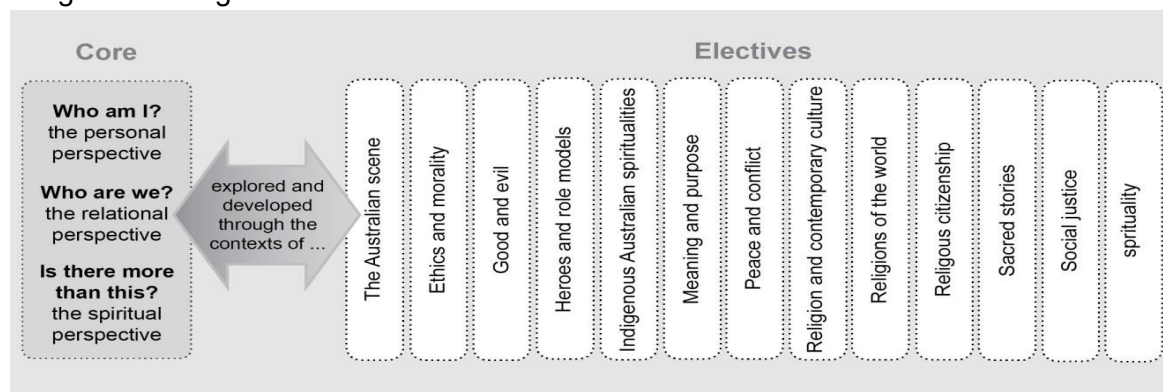 Core
Electives
Who am I?
the personal
perspective
Who are we?
the relational
perspective
Is there more
than this?
the spiritual
perspective
explored and
developed
through the
contexts of ...
The Australian scene
Ethics and morality
Good and evil
Heroes and role models
Indigenous Australian spiritualities
Meaning and purpose
Peace and conflict
Religion and contemporary culture
Religions of the world
Religous citizenship
Sacred stories
Social justice
sprituality